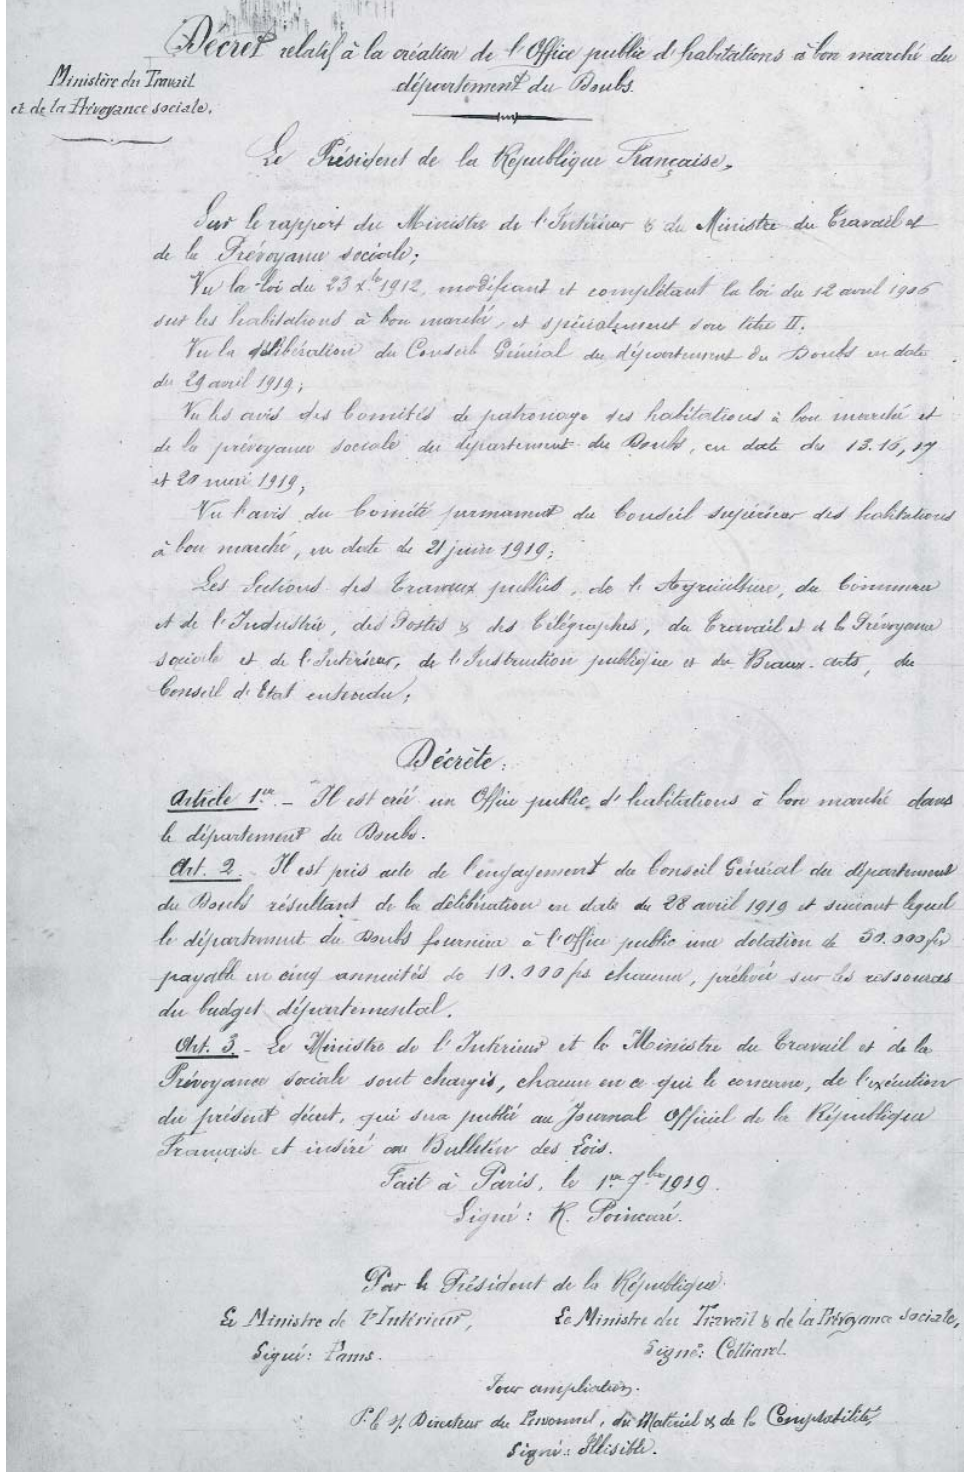 Décret relatif à la création de l'Office public d'habitations à bon marché du
département du Doubs.
Ministère du Travail
et de la Prévoyance sociale.
Le Président de la République Française,
Sur le rapport du Ministre de l'Intérieur & du Ministre du Travail et
de la Prévoyance sociale;
Vu la loi du 23 Xbre 1912, modifiant et complétant la loi du 12 avril 1906
sur les habitations à bon marché, et spécialement son titre II.
Vu la délibération du Conseil Général du département du Doubs en date
du 29 avril 1919;
Vu les avis des Comités de patronage des habitations à bon marché et
de la prévoyance sociale du département du Doubs, en date du 13.16,17
et 20 mai 1919;
Vu l'avis du Comité permanent du Conseil supérieur des habitations
à bon marché, en date du 21 juin 1919;
Les Sections des Travaux publics, de l'Agriculture, du Commerce
et de l'Industrie, des Postes & des Télégraphes, du Travail et de la Prévoyance
sociale et de l'Intérieur, de l'Instruction publique et des Beaux-arts, du
Conseil d'Etat entendu;
Décrète:
Article 1er. - Il est créé un Office public d'habitations à bon marché dans
le département du Doubs.
Art. 2. Il est pris acte de l'engagement du Conseil Général du département
du Doubs résultant de la délibération en date du 28 avril 1919 et suivant lequel
le département du Doubs fournira à l'Office public une dotation de 50.000 frs
payable en cinq annuités de 10.000 frs chacune, prélevée sur les ressources
du budget départemental.
Art. 3. - Le Ministre de l'Intérieur et le Ministre du Travail et de la
Prévoyance sociale sont chargés, chacun en ce qui le concerne, de l'exécution
du présent décret, qui sera publié au Journal Officiel de la République
Française et inséré au Bulletin des Lois.
Fait à Paris, le 1er 7bre 1919.
Signé: R. Poincaré.
Par le Président de la République.
Le Ministre de l'Intérieur,
Signé: Pams.
Le Ministre du Travail & de la Prévoyance sociale,
Signé: Colliard.
Pour ampliation.
Directeur du Personnel, du Matériel & de la Comptabilité
Signé: Illisible.